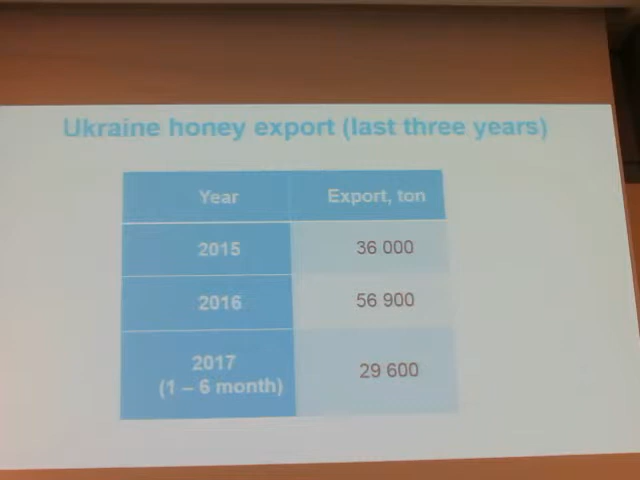 Ukraine honey export (last three years)
Year Export, ton
2015 36 000
2016 56 900
2017
(1 – 6 month) 29 600